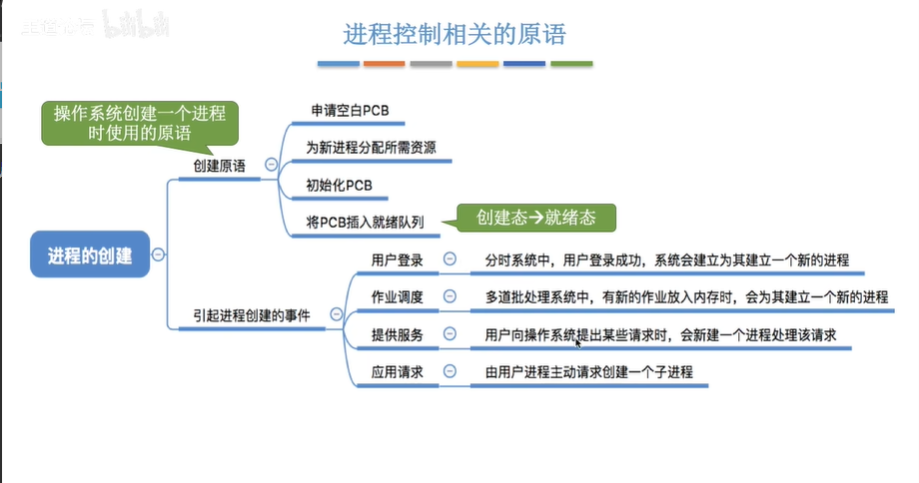 进程控制相关的原语
操作系统创建一个进程
时使用的原语
申请空白PCB
为新进程分配所需资源
创建原语
初始化PCB
将PCB插入就绪队列
创建态→就绪态
进程的创建
用户登录
分时系统中，用户登录成功，系统会建立为其建立一个新的进程
作业调度
多道批处理系统中，有新的作业放入内存时，会为其建立一个新的进程
引起进程创建的事件
提供服务
用户向操作系统提出某些请求时，会新建一个进程处理该请求
应用请求
由用户进程主动请求创建一个子进程
bilibili